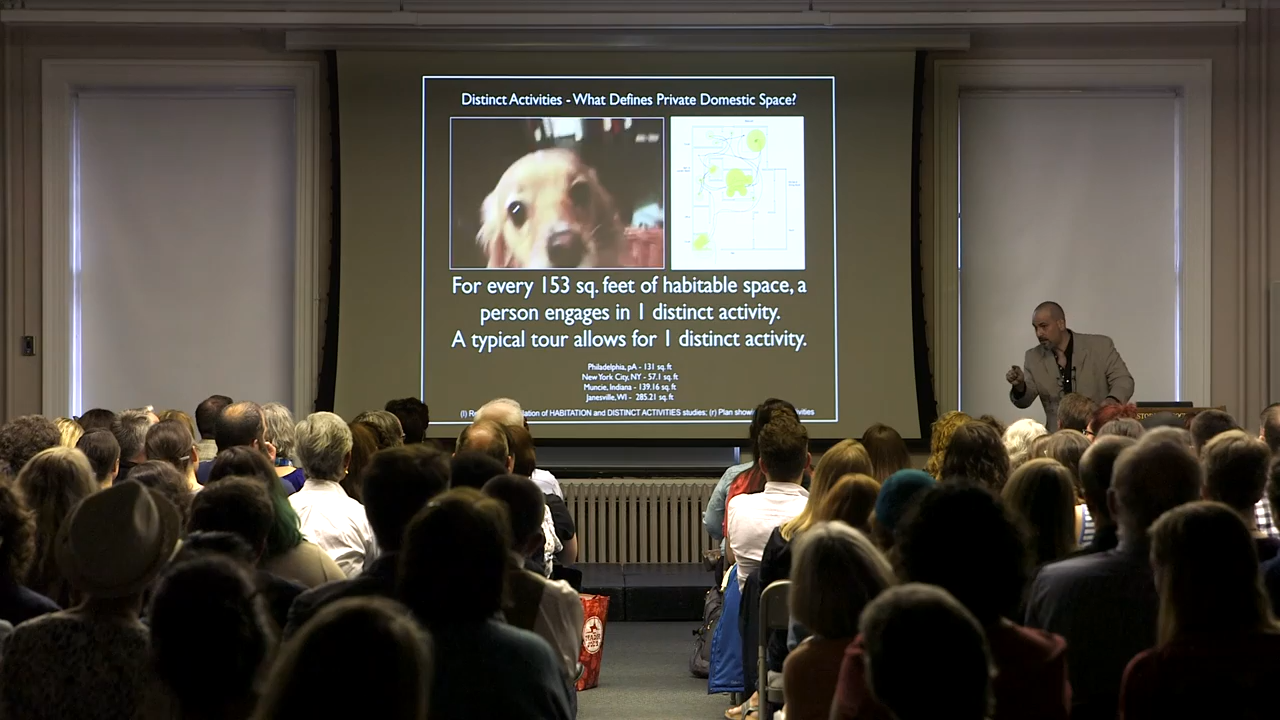 Distinct Activities - What Defines Private Domestic Space?
For every 153 sq. feet of habitable space, a
person engages in 1 distinct activity.
A typical tour allows for 1 distinct activity.
Philadelphia, pA - 131 sq. ft
New York City, NY - 57.1 sq. ft
Muncie, Indiana - 139.16 sq. ft
Janesville, WI - 285.21 sq. ft
(l) of HABITATION and DISTINCT ACTIVITIES studies; (r) Plan